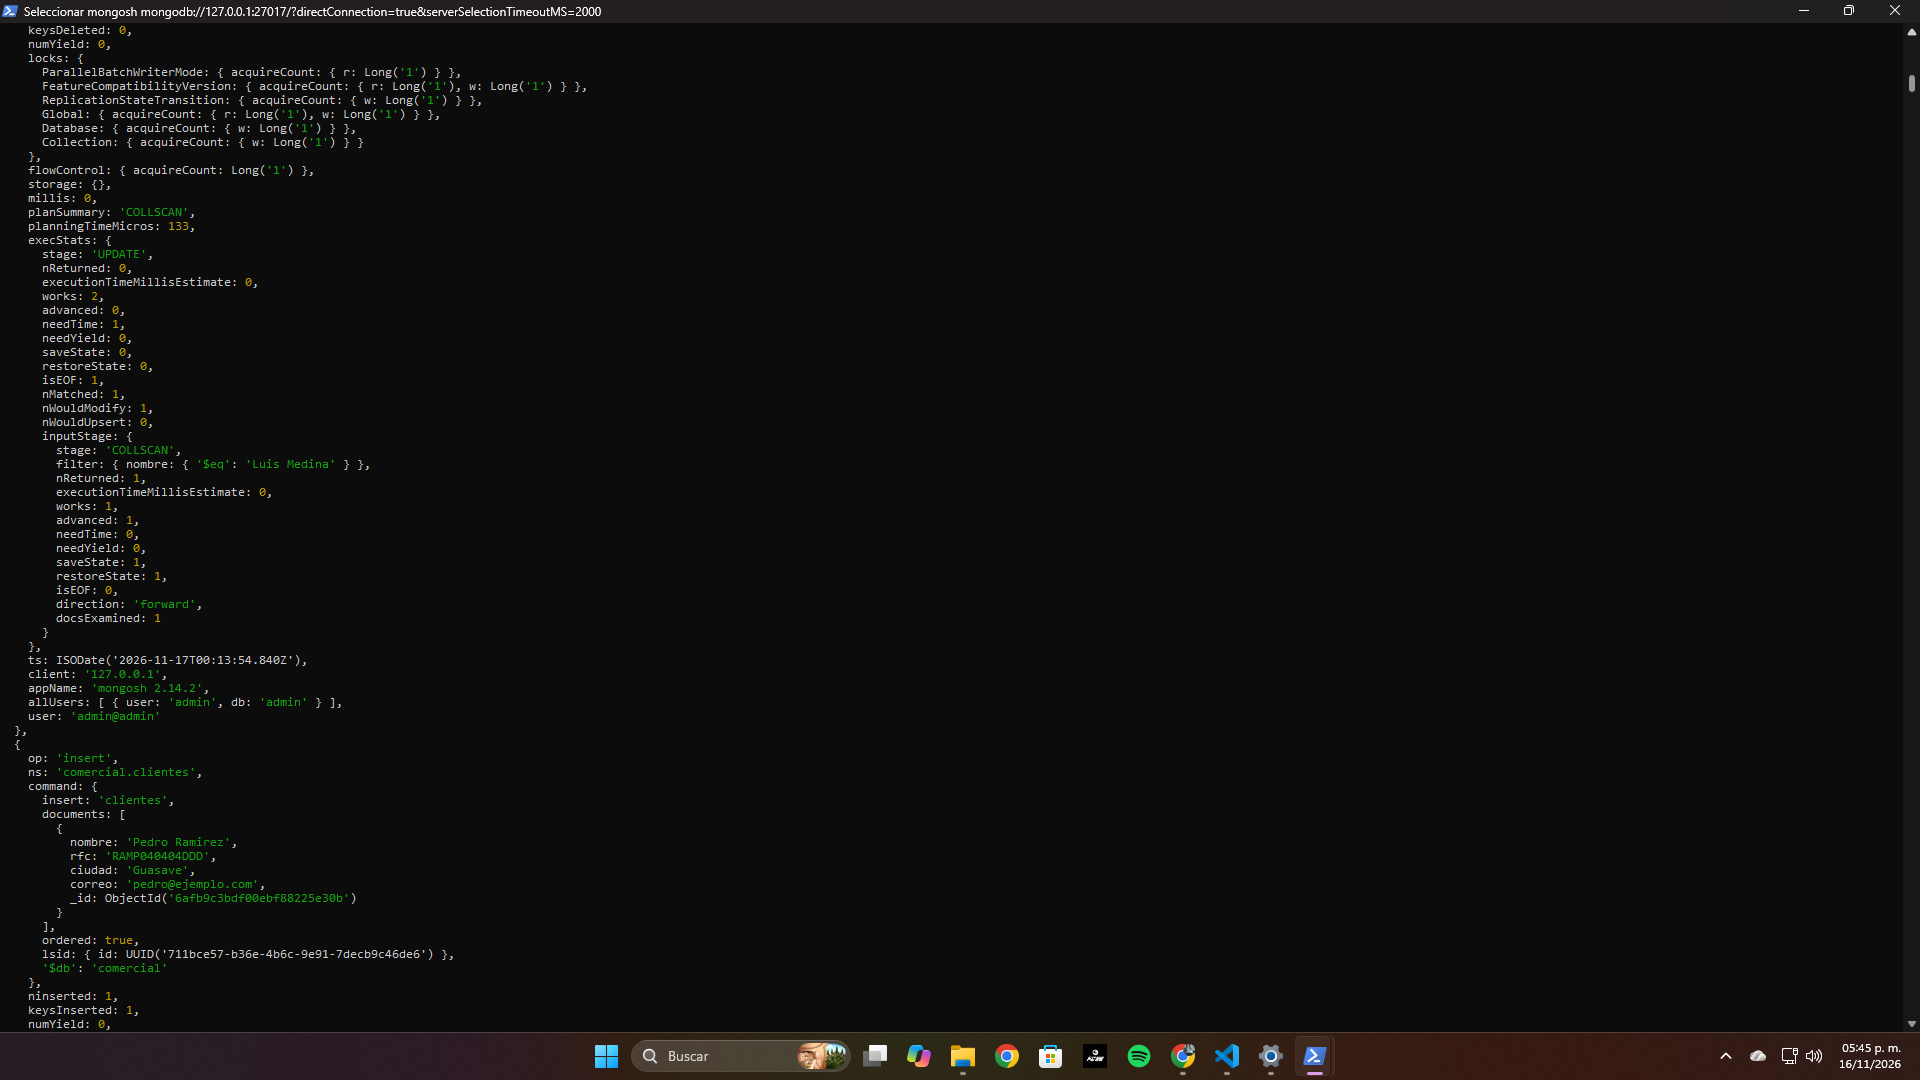 Seleccionar mongosh mongodb://127.0.0.1:27017/?directConnection=true&serverSelectionTimeoutMS=2000
keysDeleted: 0,
numYield: 0,
locks: {
ParallelBatchWriterMode: { acquireCount: { r: Long('1') } },
FeatureCompatibilityVersion: { acquireCount: { r: Long('1'), w: Long('1') } },
ReplicationStateTransition: { acquireCount: { w: Long('1') } },
Global: { acquireCount: { r: Long('1'), w: Long('1') } },
Database: { acquireCount: { w: Long('1') } },
Collection: { acquireCount: { w: Long('1') } }
},
flowControl: { acquireCount: Long('1') },
storage: {},
millis: 0,
planSummary: 'COLLSCAN',
planningTimeMicros: 133,
execStats: {
stage: 'UPDATE',
nReturned: 0,
executionTimeMillisEstimate: 0,
works: 2,
advanced: 0,
needTime: 1,
needYield: 0,
saveState: 0,
restoreState: 0,
isEOF: 1,
nMatched: 1,
nWouldModify: 1,
nWouldUpsert: 0,
inputStage: {
stage: 'COLLSCAN',
filter: { nombre: { '$eq': 'Luis Medina' } },
nReturned: 1,
executionTimeMillisEstimate: 0,
works: 1,
advanced: 1,
needTime: 0,
needYield: 0,
saveState: 1,
restoreState: 1,
isEOF: 0,
direction: 'forward',
docsExamined: 1
}
},
ts: ISODate('2026-11-17T00:13:54.840Z'),
client: '127.0.0.1',
appName: 'mongosh 2.14.2',
allUsers: [ { user: 'admin', db: 'admin' } ],
user: 'admin@admin'
},
{
op: 'insert',
ns: 'comercial.clientes',
command: {
insert: 'clientes',
documents: [
{
nombre: 'Pedro Ramirez',
rfc: 'RAMP040404DDD',
ciudad: 'Guasave',
correo: 'pedro@ejemplo.com',
_id: ObjectId('6afb9c3bdf00ebf88225e30b')
}
],
ordered: true,
lsid: { id: UUID('711bce57-b36e-4b6c-9e91-7decb9c46de6') },
'$db': 'comercial'
},
ninserted: 1,
keysInserted: 1,
numYield: 0,
Buscar
05:45 p. m.
16/11/2026